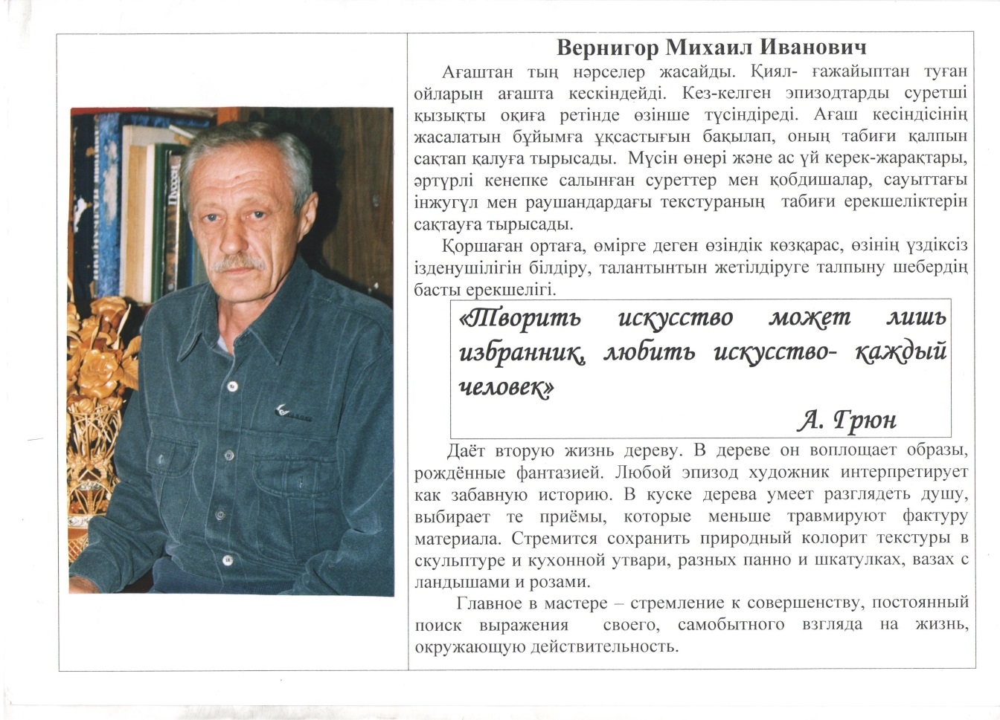 Вернигор Михаил Иванович
Ағаштан тың нәрселер жасайды. Қиял- ғажайыптан туған
ойларын ағашта кескіндейді. Кез-келген эпизодтарды суретші
қызықты оқиға ретінде өзінше түсіндіреді. Ағаш кесіндісінің
жасалатын бұйымға ұқсастығын бақылап, оның табиғи қалпын
сақтап қалуға тырысады. Мүсін өнері және ас үй керек-жарақтары,
әртүрлі кенепке салынған суреттер мен қобдишалар, сауыттағы
інжугүл мен раушандардағы текстураның табиғи ерекшеліктерін
сақтауға тырысады.
Қоршаған ортаға, өмірге деген өзіндік көзқарас, өзінің үздіксіз
ізденушілігін білдіру, талантынтын жетілдіруге талпыну шебердің
басты ерекшелігі.
«Творить искусство может лишь
избранник, любить искусство- каждый
человек»
А. Грюн
Даёт вторую жизнь дереву. В дереве он воплощает образы,
рождённые фантазией. Любой эпизод художник интерпретирует
как забавную историю. В куске дерева умеет разглядеть душу,
выбирает те приёмы, которые меньше травмируют фактуру
материала. Стремится сохранить природный колорит текстуры в
скульптуре и кухонной утвари, разных панно и шкатулках, вазах с
ландышами и розами.
Главное в мастере – стремление к совершенству, постоянный
поиск выражения своего, самобытного взгляда на жизнь,
окружающую действительность.